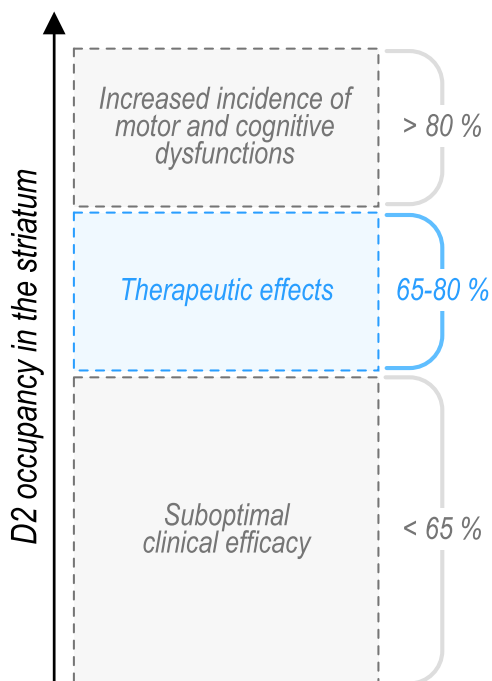 D2 occupancy in the striatum
Increased incidence of
motor and cognitive
dysfunctions
> 80 %
Therapeutic effects
65-80 %
Suboptimal
clinical efficacy
< 65 %